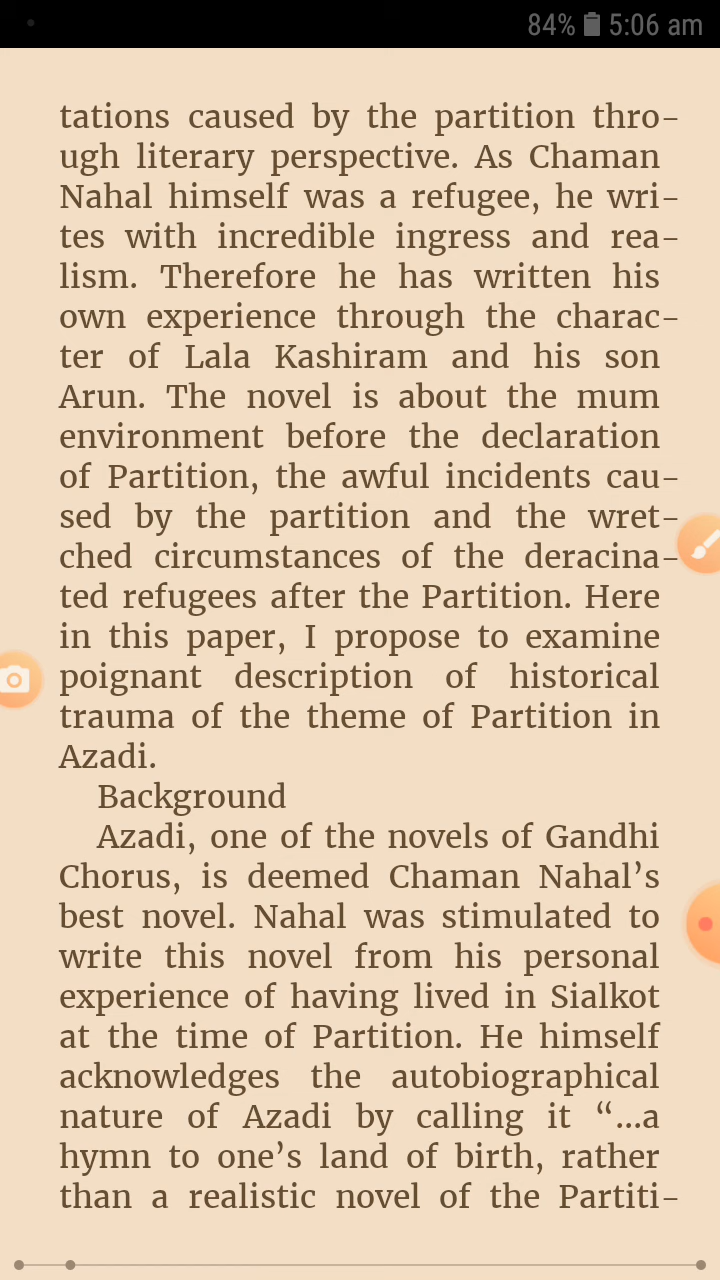 84% 5:06 am
tations caused by the partition thro-
ugh literary perspective. As Chaman
Nahal himself was a refugee, he wri-
tes with incredible ingress and rea-
lism. Therefore he has written his
own experience through the charac-
ter of Lala Kashiram and his son
Arun. The novel is about the mum
environment before the declaration
of Partition, the awful incidents cau-
sed by the partition and the wret-
ched circumstances of the deracina-
ted refugees after the Partition. Here
in this paper, I propose to examine
poignant description of historical
trauma of the theme of Partition in
Azadi.
Background
Azadi, one of the novels of Gandhi
Chorus, is deemed Chaman Nahal’s
best novel. Nahal was stimulated to
write this novel from his personal
experience of having lived in Sialkot
at the time of Partition. He himself
acknowledges the autobiographical
nature of Azadi by calling it “...a
hymn to one’s land of birth, rather
than a realistic novel of the Partiti-